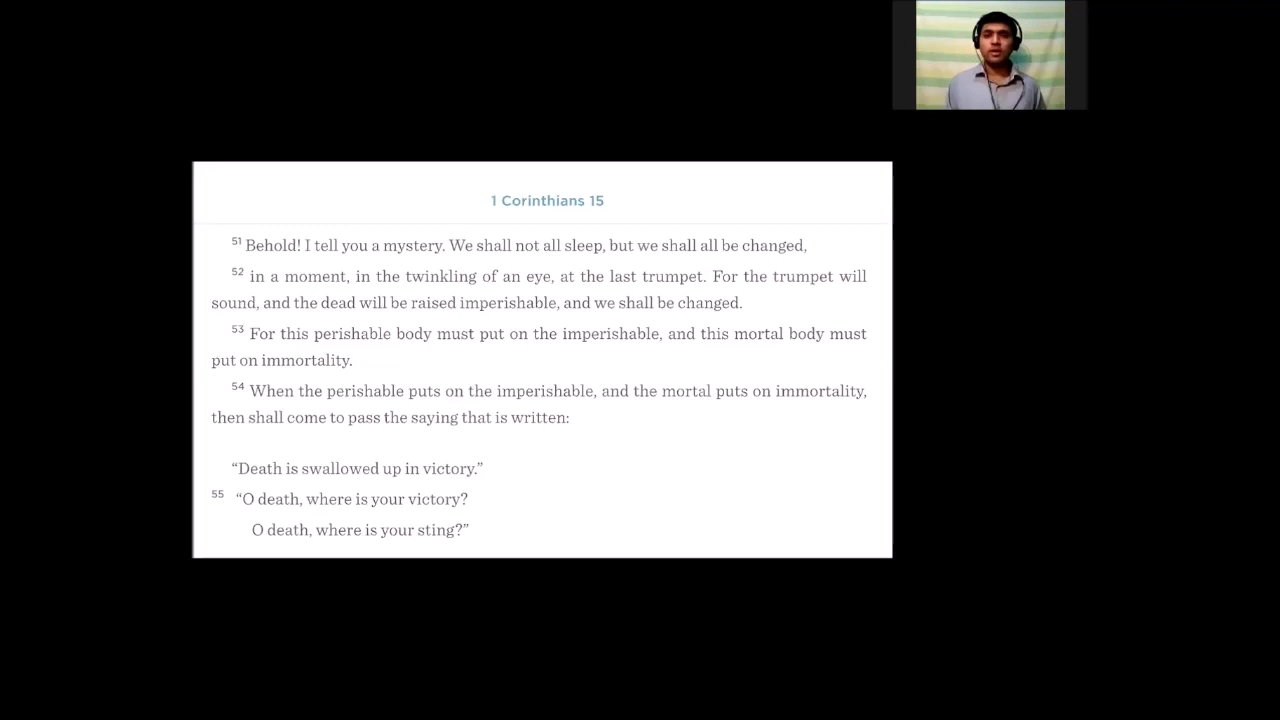 1 Corinthians 15
51 Behold! I tell you a mystery. We shall not all sleep, but we shall all be changed,
52 in a moment, in the twinkling of an eye, at the last trumpet. For the trumpet will
sound, and the dead will be raised imperishable, and we shall be changed.
53 For this perishable body must put on the imperishable, and this mortal body must
put on immortality.
54 When the perishable puts on the imperishable, and the mortal puts on immortality,
then shall come to pass the saying that is written:
“Death is swallowed up in victory.”
55 “O death, where is your victory?
O death, where is your sting?”